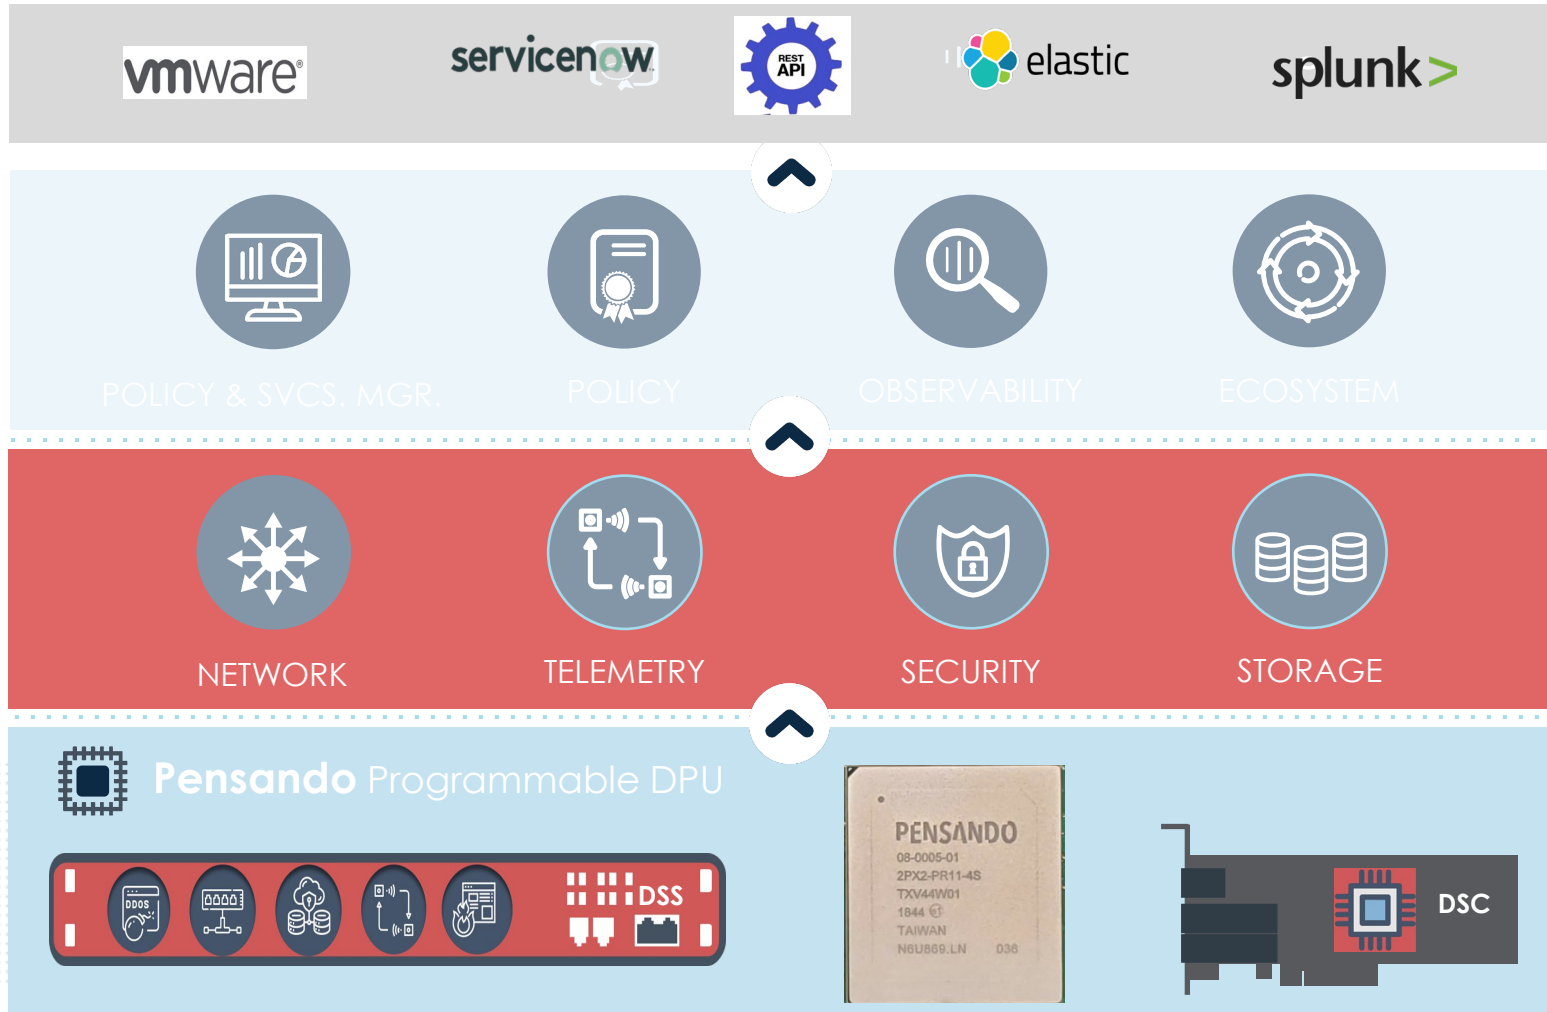 vmware®
servicenow
REST
API
elastic
splunk>
POLICY & SVCS. MGR.
POLICY
OBSERVABILITY
ECOSYSTEM
NETWORK
TELEMETRY
SECURITY
STORAGE
Pensando Programmable DPU
DDOS
DSS
PENSANDO
08-0005-01
2PX2-PR11-4S
TXV44W01
1844 e1
TAIWAN
N6U869.LN 036
DSC